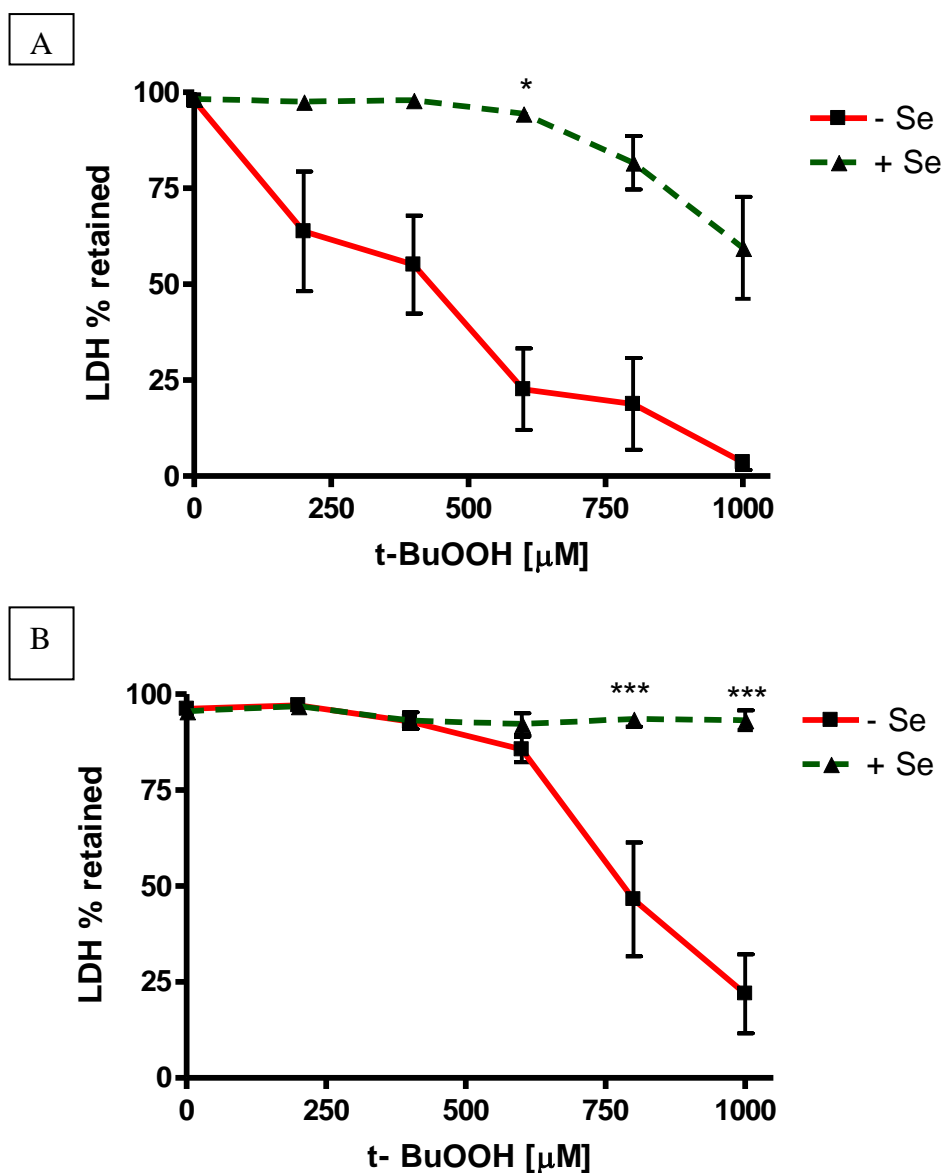 A
*
100
75
50
25
0
LDH % retained
0 250 500 750 1000
t-BuOOH [μM]
- Se
+ Se
B
*** ***
100
75
50
25
0
LDH % retained
0 250 500 750 1000
t- BuOOH [μM]
- Se
+ Se